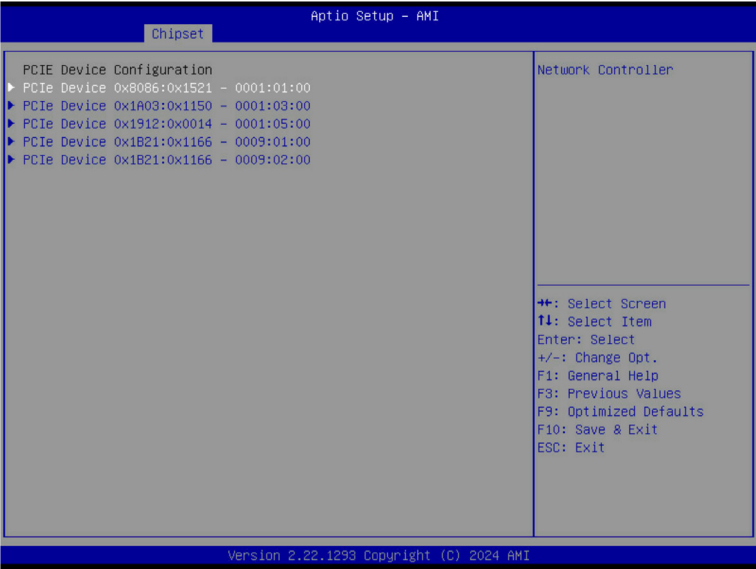 Aptio Setup – AMI
Chipset
PCIE Device Configuration
PCIe Device 0x8086:0x1521 – 0001:01:00
PCIe Device 0x1A03:0x1150 – 0001:03:00
PCIe Device 0x1912:0x0014 – 0001:05:00
PCIe Device 0x1B21:0x1166 – 0009:01:00
PCIe Device 0x1B21:0x1166 – 0009:02:00
Network Controller
→←: Select Screen
↑↓: Select Item
Enter: Select
+/-: Change Opt.
F1: General Help
F3: Previous Values
F9: Optimized Defaults
F10: Save & Exit
ESC: Exit
Version 2.22.1293 Copyright (C) 2024 AMI